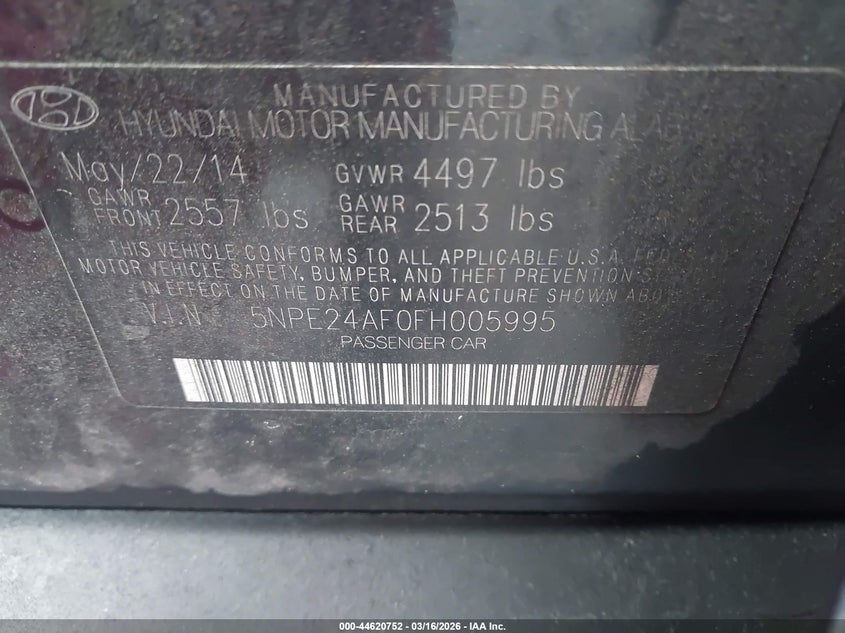 MANUFACTURED BY
HYUNDAI MOTOR MANUFACTURING
May/22/14 GVWR 4497 lbs
GAWR FRONT 2557 lbs GAWR REAR 2513 lbs
THIS VEHICLE CONFORMS TO ALL APPLICABLE U.S.A.
MOTOR VEHICLE SAFETY, BUMPER, AND THEFT PREVENTION
IN EFFECT ON THE DATE OF MANUFACTURE SHOWN
V.I.N 5NPE24AF0FH005995
PASSENGER CAR
000-44620752 - 03/16/2026 - IAA Inc.